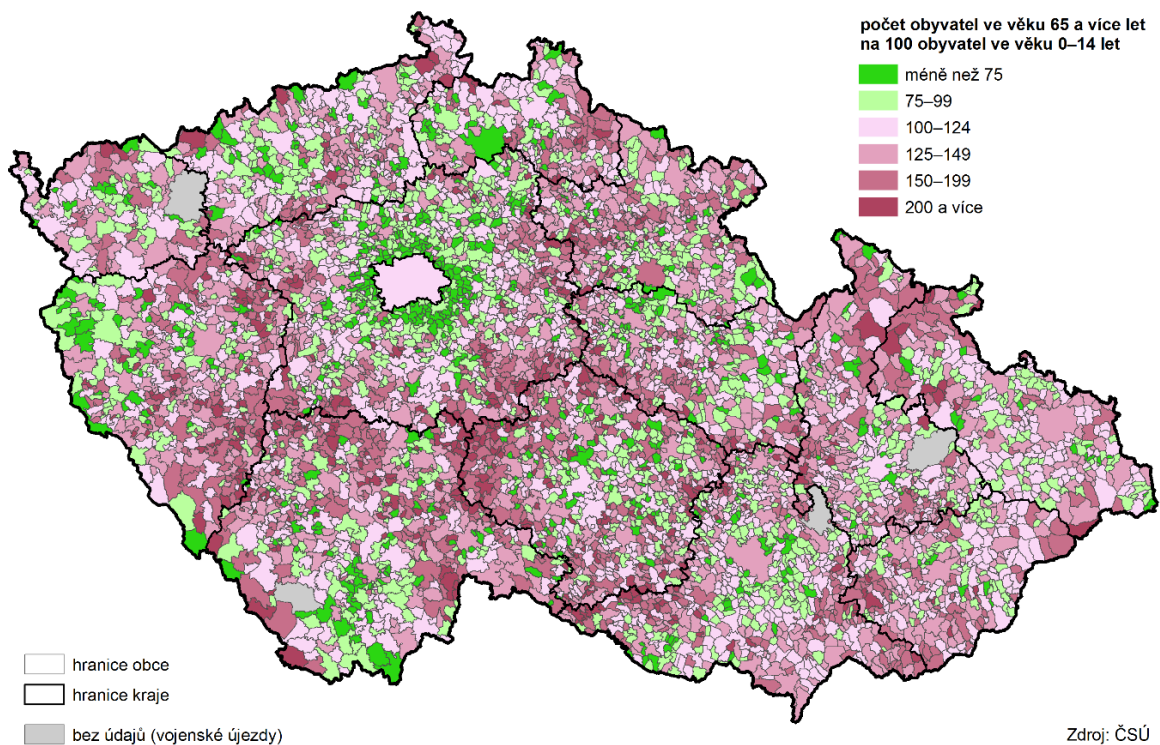 počet obyvatel ve věku 65 a více let
na 100 obyvatel ve věku 0–14 let
méně než 75
75–99
100–124
125–149
150–199
200 a více
hranice obce
hranice kraje
bez údajů (vojenské újezdy)
Zdroj: ČSÚ